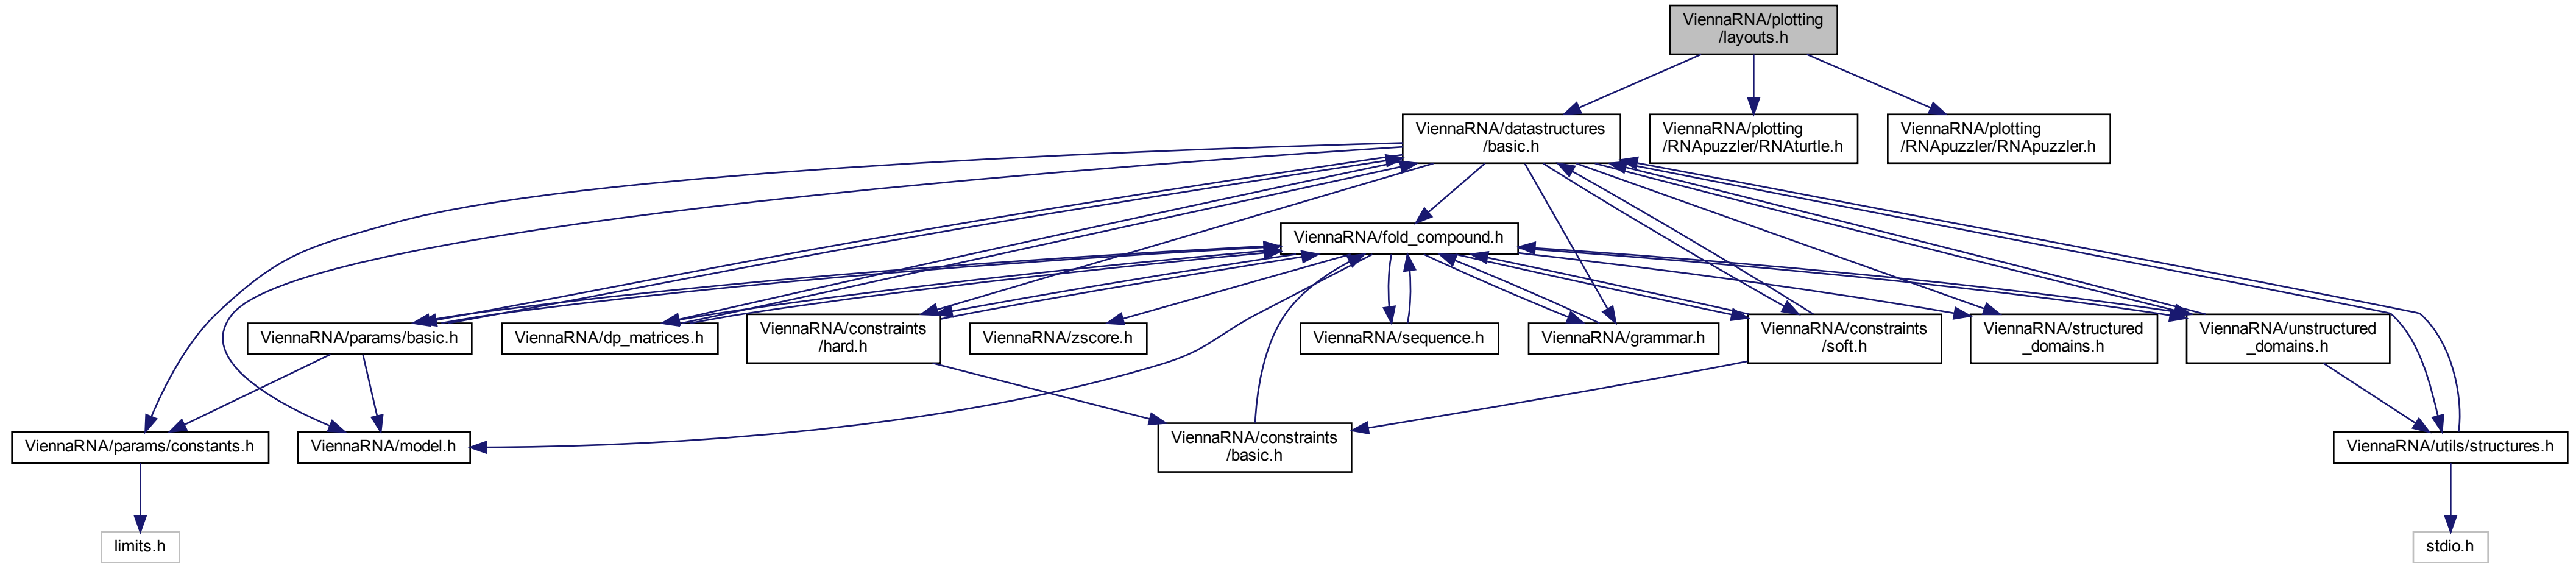 ViennaRNA/plotting
/layouts.h
ViennaRNA/datastructures
/basic.h
ViennaRNA/plotting
/RNApuzzler/RNAturtle.h
ViennaRNA/plotting
/RNApuzzler/RNApuzzler.h
ViennaRNA/fold_compound.h
ViennaRNA/params/basic.h
ViennaRNA/dp_matrices.h
ViennaRNA/constraints
/hard.h
ViennaRNA/zscore.h
ViennaRNA/sequence.h
ViennaRNA/grammar.h
ViennaRNA/constraints
/soft.h
ViennaRNA/structured
_domains.h
ViennaRNA/unstructured
_domains.h
ViennaRNA/params/constants.h
ViennaRNA/model.h
ViennaRNA/constraints
/basic.h
ViennaRNA/utils/structures.h
limits.h
stdio.h